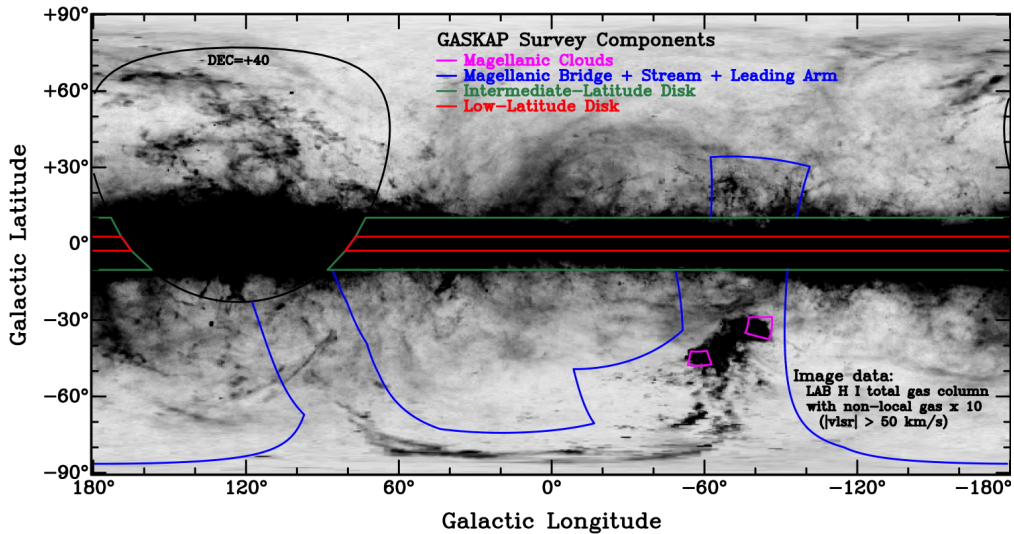 GASKAP Survey Components
Magellanic Clouds
Magellanic Bridge + Stream + Leading Arm
Intermediate-Latitude Disk
Low-Latitude Disk
DEC=+40
+90°
+60°
+30°
0°
−30°
−60°
−90°
Galactic Latitude
Image data:
LAB H I total gas column
with non-local gas x 10
(|vlsr| > 50 km/s)
180° 120° 60° 0° −60° −120° −180°
Galactic Longitude